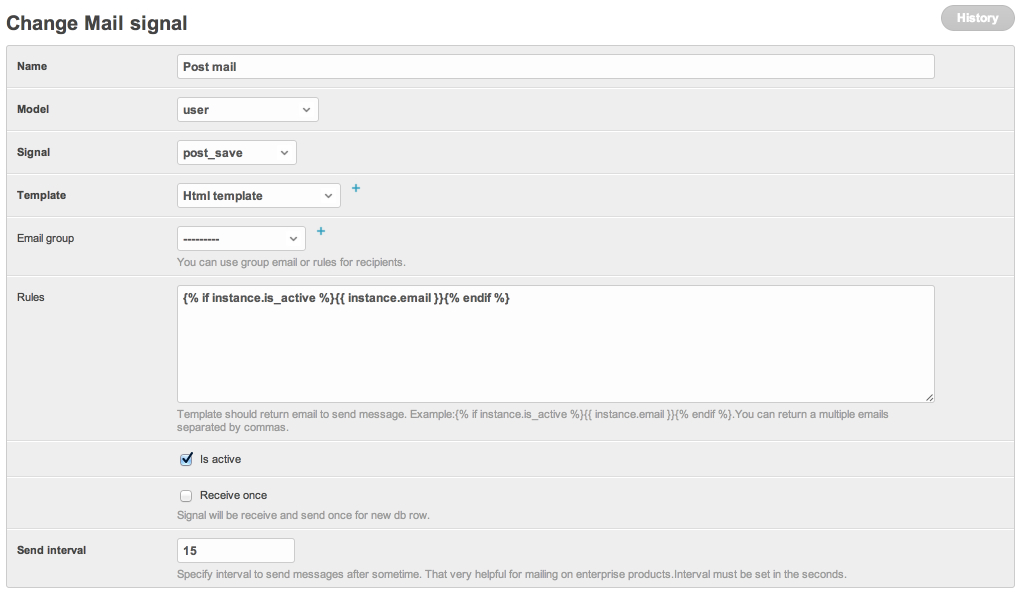 Change Mail signal
History
Name
Post mail
Model
user
Signal
post_save
Template
Html template
+
Email group
---------
+
You can use group email or rules for recipients.
Rules
{% if instance.is_active %}{{ instance.email }}{% endif %}
Template should return email to send message. Example:{% if instance.is_active %}{{ instance.email }}{% endif %}.You can return a multiple emails
separated by commas.
Is active
Receive once
Signal will be receive and send once for new db row.
Send interval
15
Specify interval to send messages after sometime. That very helpful for mailing on enterprise products.Interval must be set in the seconds.